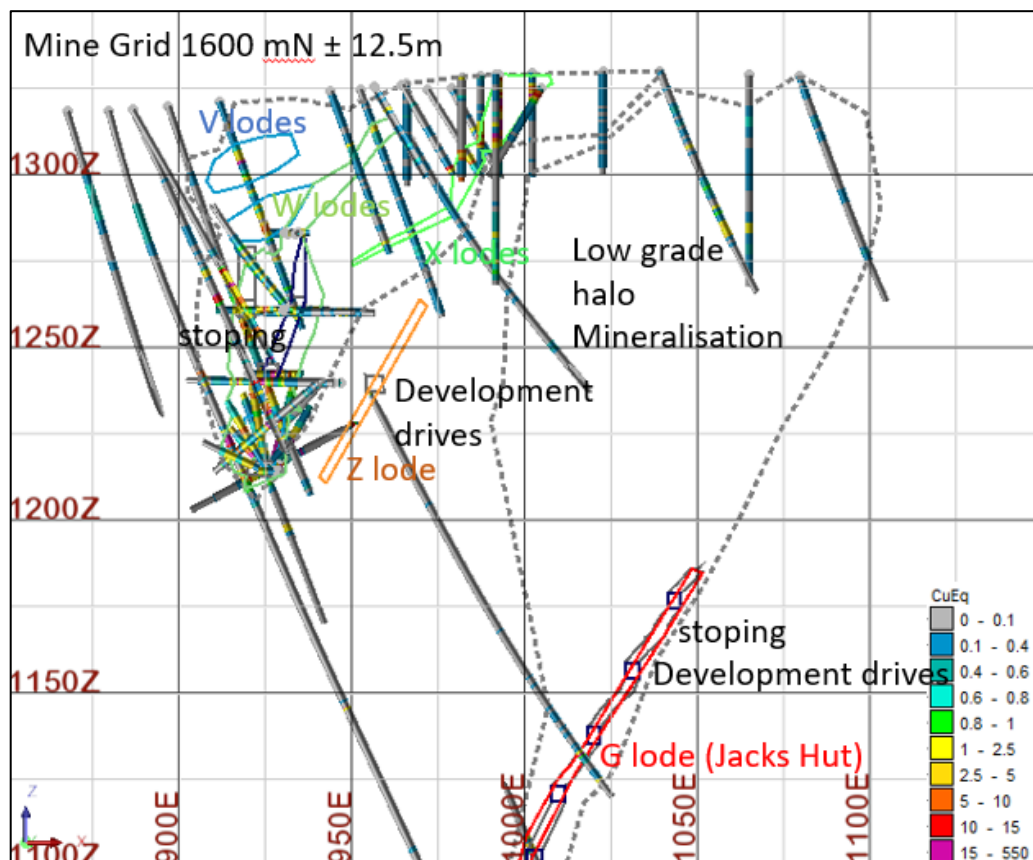 Mine Grid 1600 mN ± 12.5m
V lodes
1300Z
W lodes
X lodes
Low grade
halo
Mineralisation
1250Z
stoping
Development
drives
Z lode
1200Z
stoping
Development drives
1150Z
G lode (Jacks Hut)
1100Z
900E
950E
1000E
1050E
1100E
Z
X
CuEq
0 - 0.1
0.1 - 0.4
0.4 - 0.6
0.6 - 0.8
0.8 - 1
1 - 2.5
2.5 - 5
5 - 10
10 - 15
15 - 550